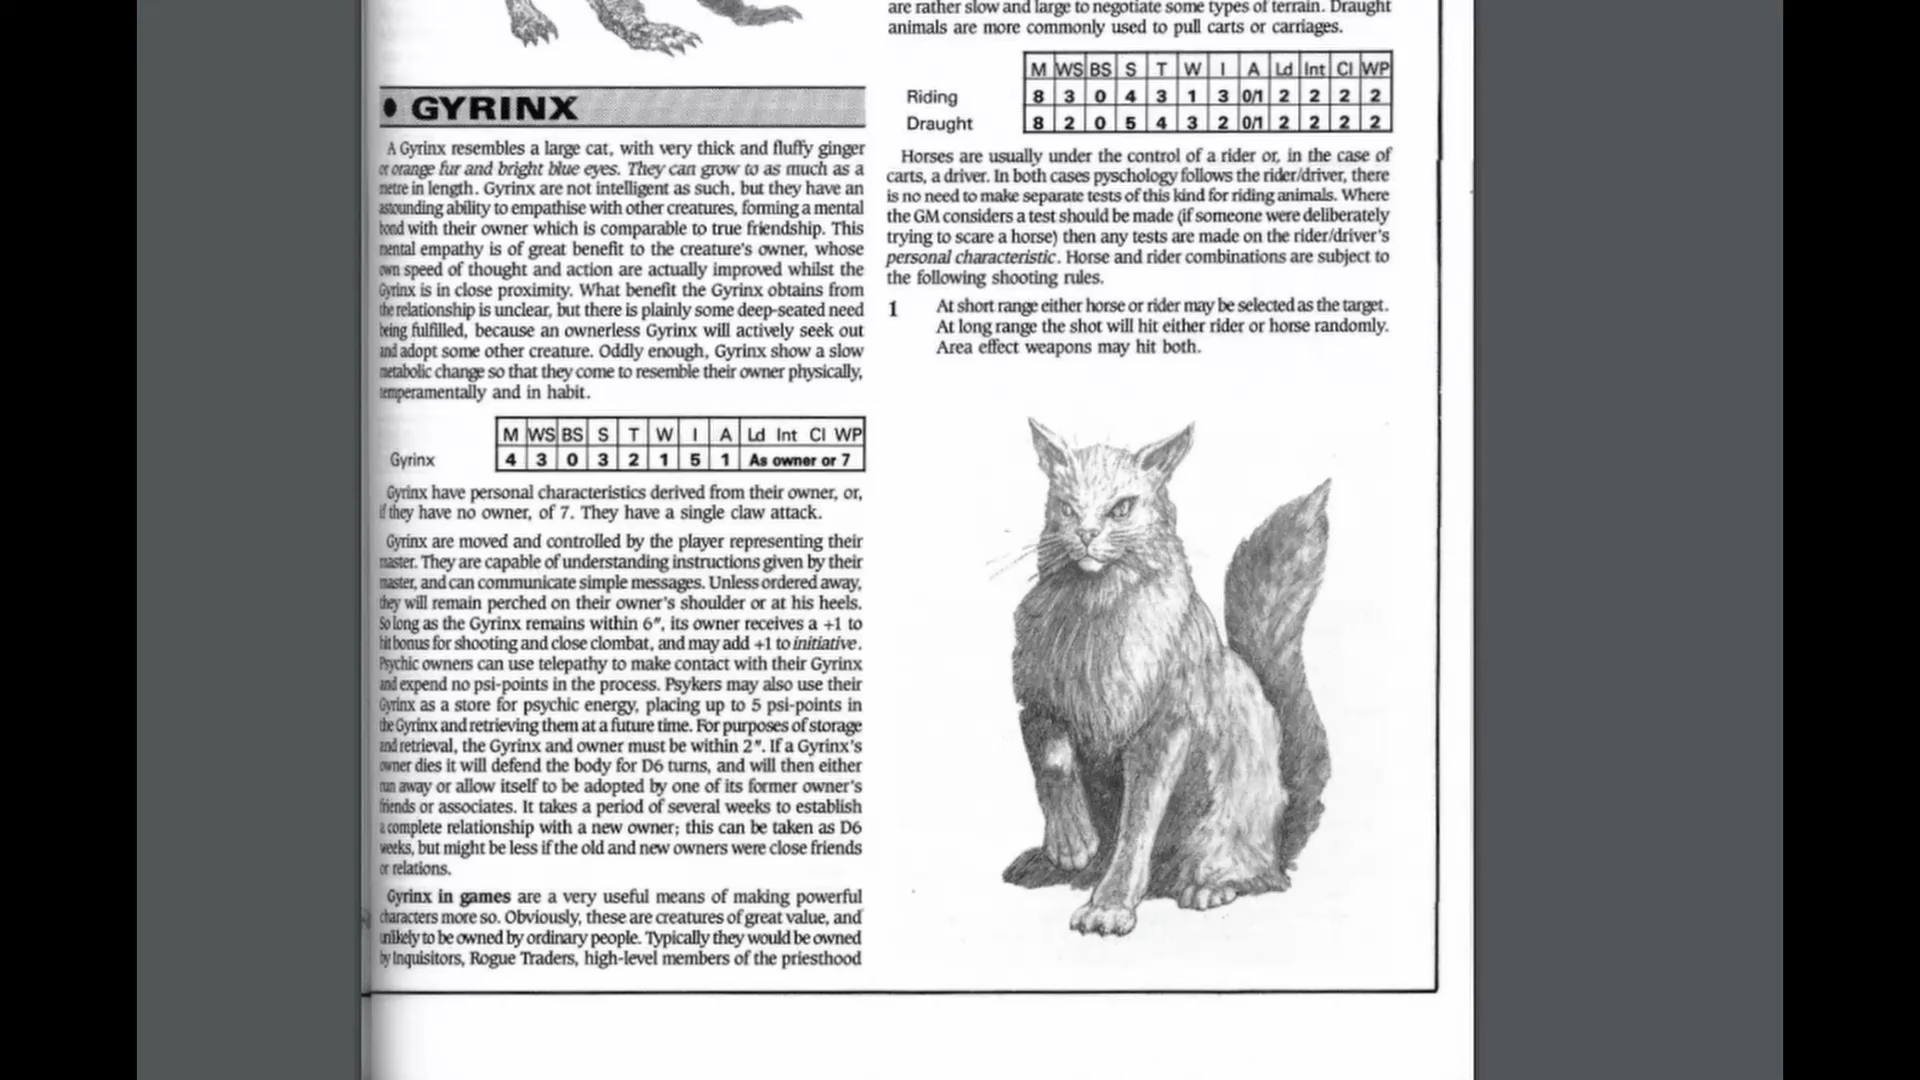 GYRINX
A Gyrinx resembles a large cat, with very thick and fluffy ginger
or orange fur and bright blue eyes. They can grow to as much as a
metre in length. Gyrinx are not intelligent as such, but they have an
astounding ability to empathise with other creatures, forming a mental
bond with their owner which is comparable to true friendship. This
mental empathy is of great benefit to the creature's owner, whose
own speed of thought and action are actually improved whilst the
Gyrinx is in close proximity. What benefit the Gyrinx obtains from
the relationship is unclear, but there is plainly some deep-seated need
being fulfilled, because an ownerless Gyrinx will actively seek out
and adopt some other creature. Oddly enough, Gyrinx show a slow
metabolic change so that they come to resemble their owner physically,
temperamentally and in habit.
M WS BS S T W I A Ld Int Cl WP
Gyrinx 4 3 0 3 2 1 5 1 As owner or 7
Gyrinx have personal characteristics derived from their owner, or,
if they have no owner, of 7. They have a single claw attack.
Gyrinx are moved and controlled by the player representing their
master. They are capable of understanding instructions given by their
master, and can communicate simple messages. Unless ordered away,
they will remain perched on their owner's shoulder or at his heels.
So long as the Gyrinx remains within 6", its owner receives a +1 to
hit bonus for shooting and close clombat, and may add +1 to initiative.
Psychic owners can use telepathy to make contact with their Gyrinx
and expend no psi-points in the process. Psykers may also use their
Gyrinx as a store for psychic energy, placing up to 5 psi-points in
the Gyrinx and retrieving them at a future time. For purposes of storage
and retrieval, the Gyrinx and owner must be within 2". If a Gyrinx's
owner dies it will defend the body for D6 turns, and will then either
run away or allow itself to be adopted by one of its former owner's
friends or associates. It takes a period of several weeks to establish
a complete relationship with a new owner; this can be taken as D6
weeks, but might be less if the old and new owners were close friends
or relations.
Gyrinx in games are a very useful means of making powerful
characters more so. Obviously, these are creatures of great value, and
unlikely to be owned by ordinary people. Typically they would be owned
by Inquisitors, Rogue Traders, high-level members of the priesthood
are rather slow and large to negotiate some types of terrain. Draught
animals are more commonly used to pull carts or carriages.
M WS BS S T W I A Ld Int Cl WP
Riding 8 3 0 4 3 1 3 0/1 2 2 2 2
Draught 8 2 0 5 4 3 2 0/1 2 2 2 2
Horses are usually under the control of a rider or, in the case of
carts, a driver. In both cases pyschology follows the rider/driver, there
is no need to make separate tests of this kind for riding animals. Where
the GM considers a test should be made (if someone were deliberately
trying to scare a horse) then any tests are made on the rider/driver's
personal characteristic. Horse and rider combinations are subject to
the following shooting rules.
1 At short range either horse or rider may be selected as the target.
At long range the shot will hit either rider or horse randomly.
Area effect weapons may hit both.